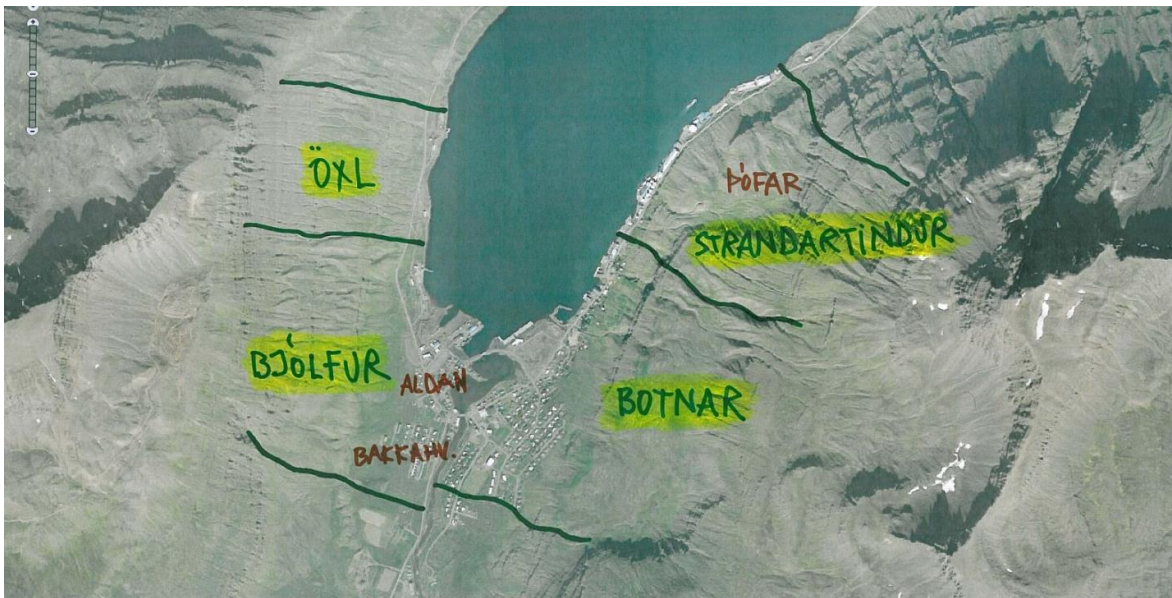 ÖXL
ÞÓFAR
STRANDARTINDUR
BJÓLFUR
ALDAN
BOTNAR
BAKKAHV.